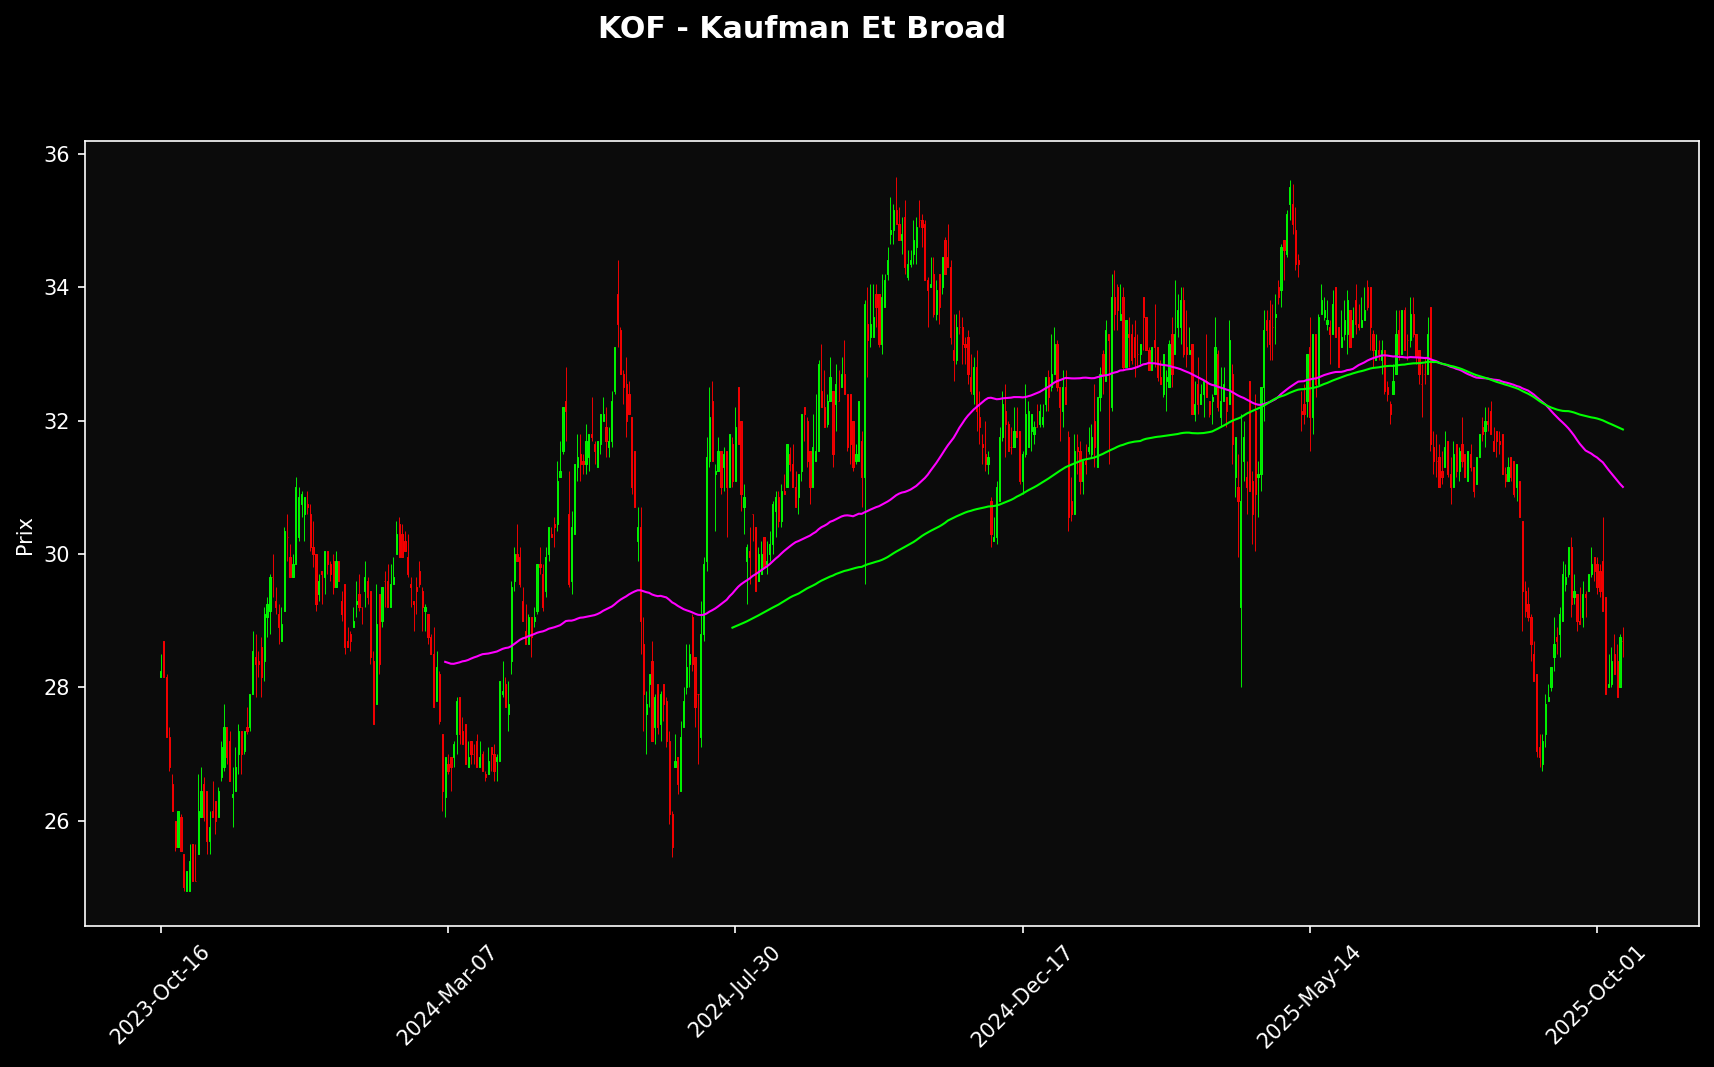 KOF - Kaufman Et Broad
Prix
36
34
32
30
28
26
2023-Oct-16
2024-Mar-07
2024-Jul-30
2024-Dec-17
2025-May-14
2025-Oct-01